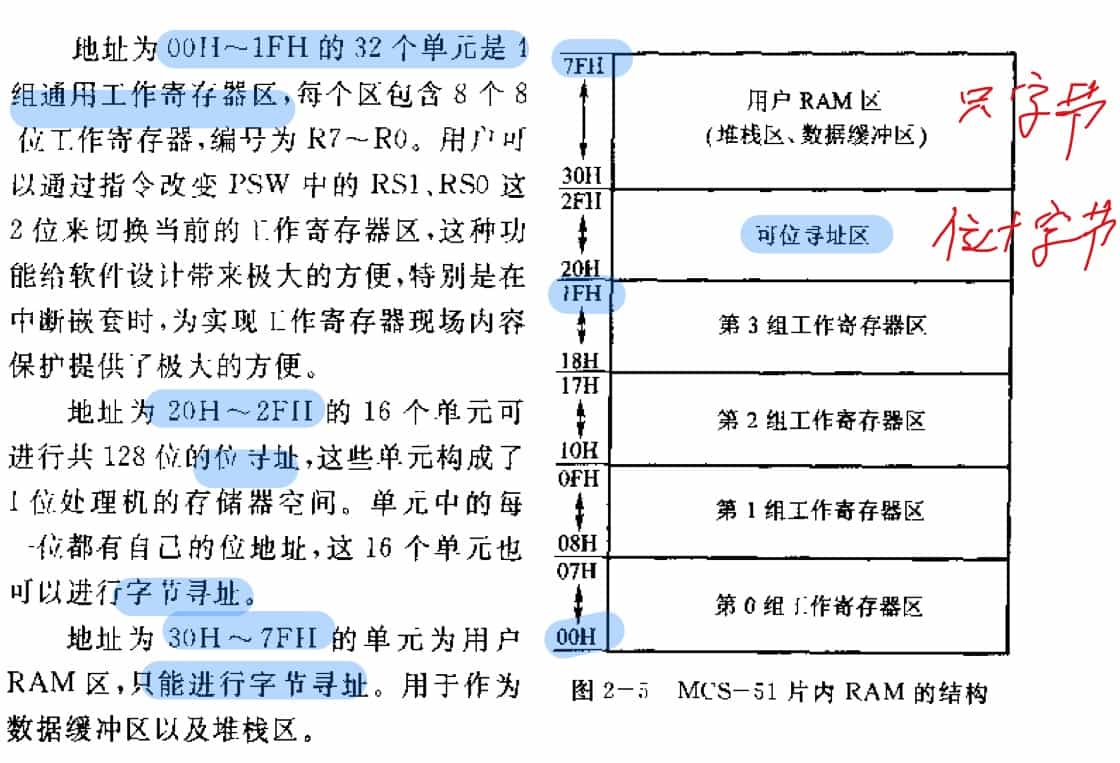 地址为 00H～1FH 的 32 个单元是 4
组通用工作寄存器区,每个区包含 8 个 8
位工作寄存器,编号为 R7～R0。用户可
以通过指令改变 PSW 中的 RS1、RS0 这
2 位来切换当前的工作寄存器区,这种功
能给软件设计带来极大的方便,特别是在
中断嵌套时,为实现工作寄存器现场内容
保护提供了极大的方便。
地址为 20H～2FH 的 16 个单元可
进行共 128 位的位寻址,这些单元构成了
1 位处理机的存储器空间。单元中的每
一位都有自己的位地址,这 16 个单元也
可以进行字节寻址。
地址为 30H～7FH 的单元为用户
RAM 区,只能进行字节寻址。用于作为
数据缓冲区以及堆栈区。
7FH
用户 RAM 区
(堆栈区、数据缓冲区)
30H
只字节
2FH
可位寻址区
20H
位+字节
1FH
第 3 组工作寄存器区
18H
17H
第 2 组工作寄存器区
10H
0FH
第 1 组工作寄存器区
08H
07H
第 0 组工作寄存器区
00H
图 2-5 MCS-51 片内 RAM 的结构